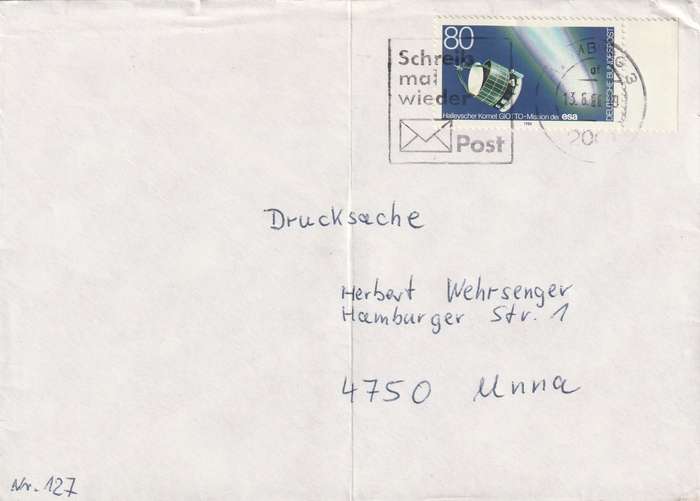 80
DEUTSCHE BUNDESPOST
Halleyscher Komet GIOTTO-Mission der esa
1986
Schreib
mal
wieder
Post
13.6.86
Drucksache
Herbert Wehrsenger
Hamburger Str. 1
4750 Unna
Nr. 127